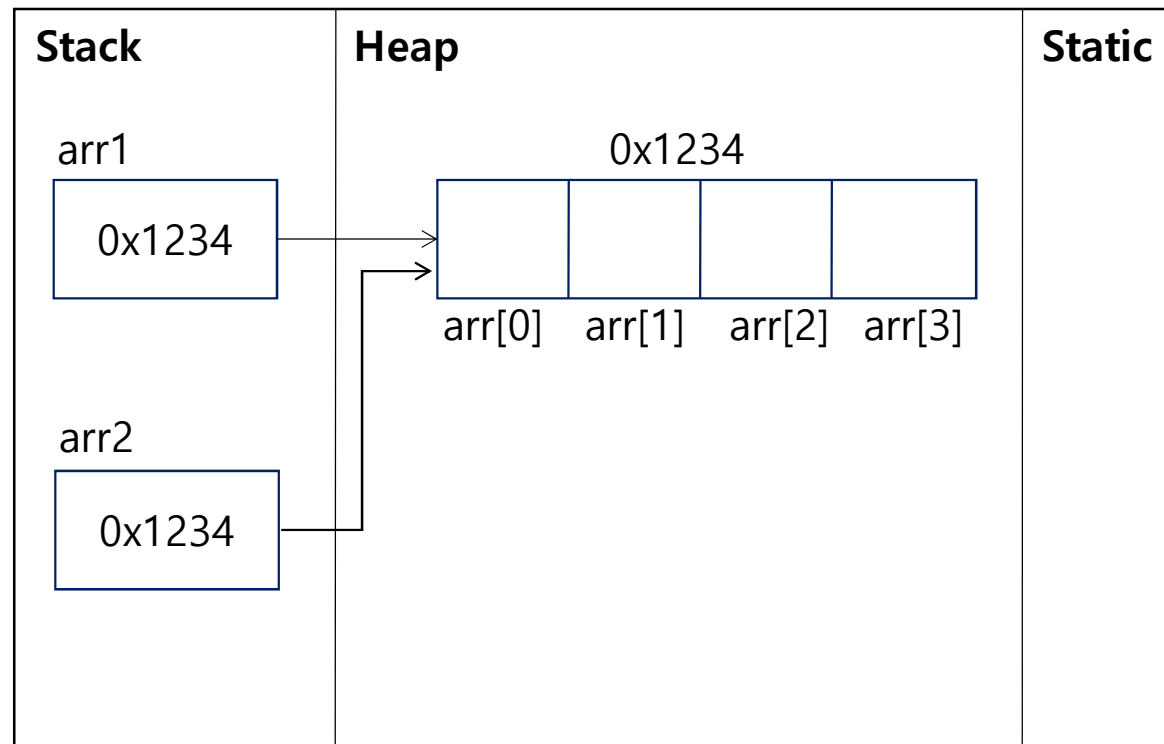 Stack
Heap
Static
arr1
0x1234
0x1234
arr[0]
arr[1]
arr[2]
arr[3]
arr2
0x1234